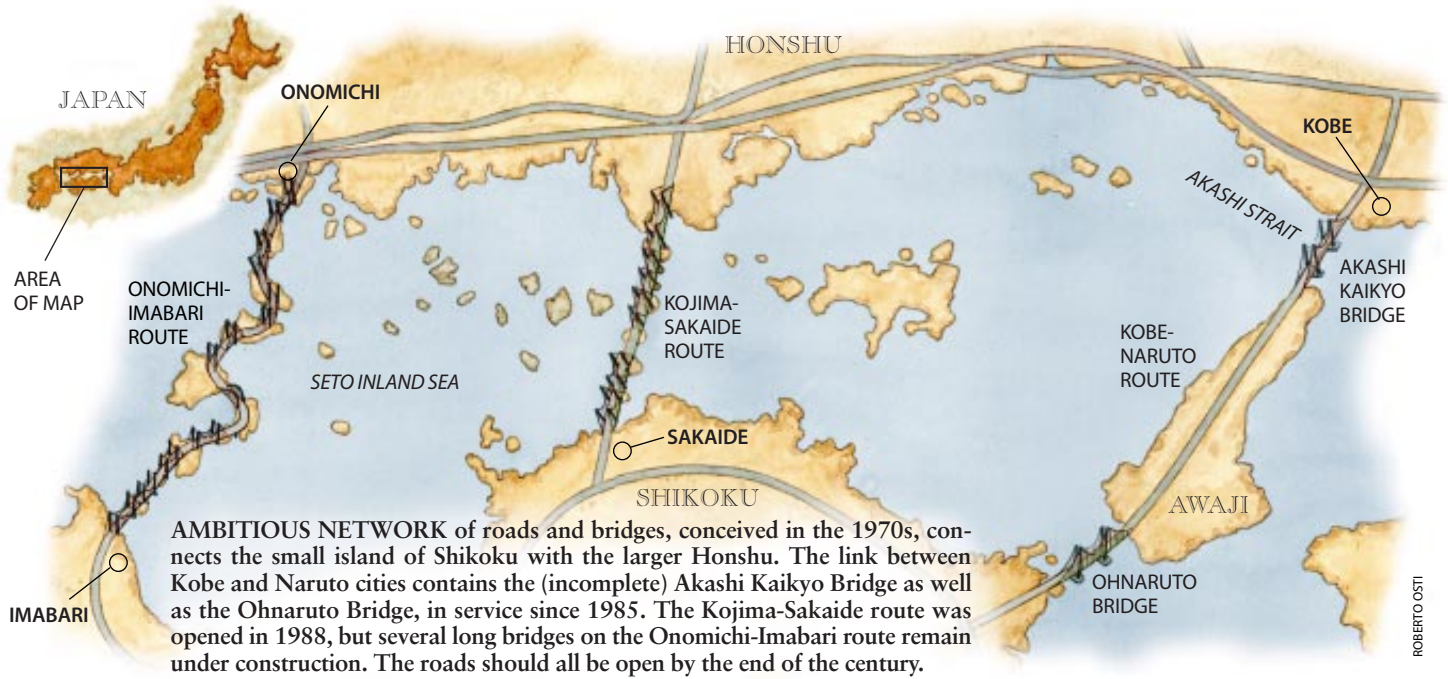 JAPAN
HONSHU
ONOMICHI
KOBE
AKASHI STRAIT
AREA
OF MAP
ONOMICHI-
IMABARI
ROUTE
KOJIMA-
SAKAIDE
ROUTE
AKASHI
KAIKYO
BRIDGE
KOBE-
NARUTO
ROUTE
SETO INLAND SEA
SAKAIDE
SHIKOKU
AWAJI
AMBITIOUS NETWORK of roads and bridges, conceived in the 1970s, con-
nects the small island of Shikoku with the larger Honshu. The link between
Kobe and Naruto cities contains the (incomplete) Akashi Kaikyo Bridge as well
as the Ohnaruto Bridge, in service since 1985. The Kojima-Sakaide route was
opened in 1988, but several long bridges on the Onomichi-Imabari route remain
under construction. The roads should all be open by the end of the century.
OHNARUTO
BRIDGE
IMABARI
ROBERTO OSTI